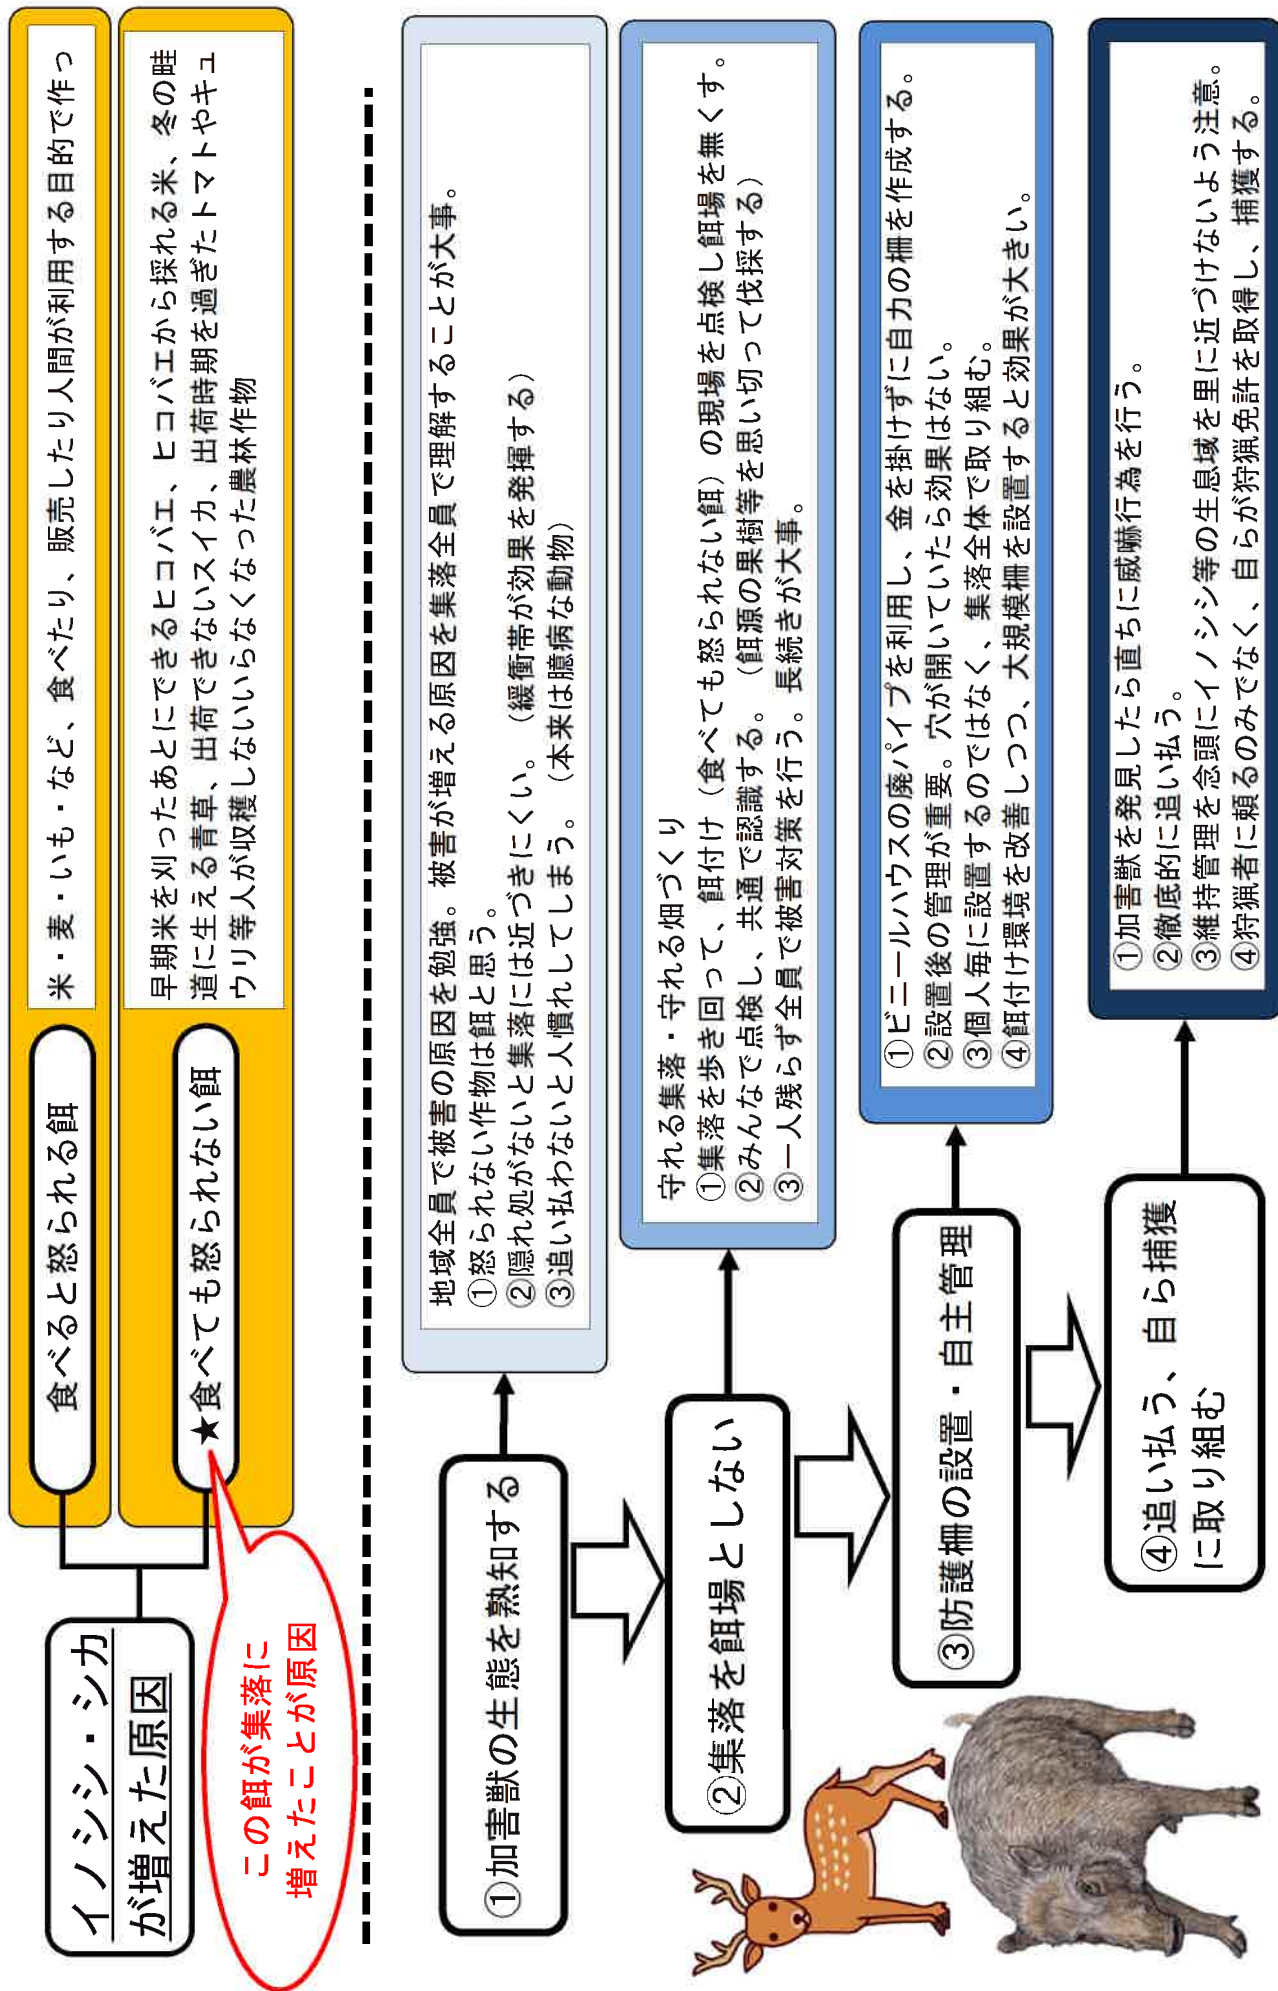 イノシシ・シカ
が増えた原因
食べると怒られる餌
米・麦・いも・など、食べたり、販売したり人間が利用する目的で作っ
★食べても怒られない餌
早期米を刈ったあとにできるヒコバエ、ヒコバエから採れる米、冬の畦
道に生える青草、出荷できないスイカ、出荷時期を過ぎたトマトやキュ
ウリ等人が収穫しないいらなくなった農林作物
この餌が集落に
増えたことが原因
①加害獣の生態を熟知する
地域全員で被害の原因を勉強。被害が増える原因を集落全員で理解することが大事。
①怒られない作物は餌と思う。
②隠れ処がないと集落には近づきにくい。（緩衝帯が効果を発揮する）
③追い払わないと人慣れしてしまう。（本来は臆病な動物）
②集落を餌場としない
守れる集落・守れる畑づくり
①集落を歩き回って、餌付け（食べても怒られない餌）の現場を点検し餌場を無くす。
②みんなで点検し、共通で認識する。（餌源の果樹等を思い切って伐採する）
③一人残らず全員で被害対策を行う。長続きが大事。
③防護柵の設置・自主管理
①ビニールハウスの廃パイプを利用し、金を掛けずに自力の柵を作成する。
②設置後の管理が重要。穴が開いていたら効果はない。
③個人毎に設置するのではなく、集落全体で取り組む。
④餌付け環境を改善しつつ、大規模柵を設置すると効果が大きい。
④追い払う、自ら捕獲
に取り組む
①加害獣を発見したら直ちに威嚇行為を行う。
②徹底的に追い払う。
③維持管理を念頭にイノシシ等の生息域を里に近づけないよう注意。
④狩猟者に頼るのみでなく、自らが狩猟免許を取得し、捕獲する。